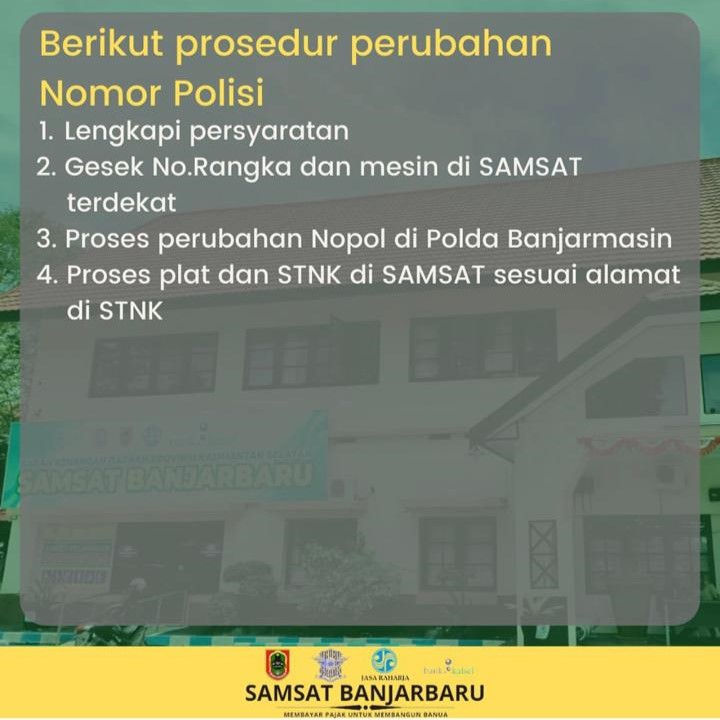 Berikut prosedur perubahan
Nomor Polisi
1. Lengkapi persyaratan
2. Gesek No.Rangka dan mesin di SAMSAT
terdekat
3. Proses perubahan Nopol di Polda Banjarmasin
4. Proses plat dan STNK di SAMSAT sesuai alamat
di STNK
SAMSAT BANJARBARU
JASA RAHARJA
bank kalsel
SAMSAT BANJARBARU
MEMBAYAR PAJAK UNTUK MEMBANGUN BANUA